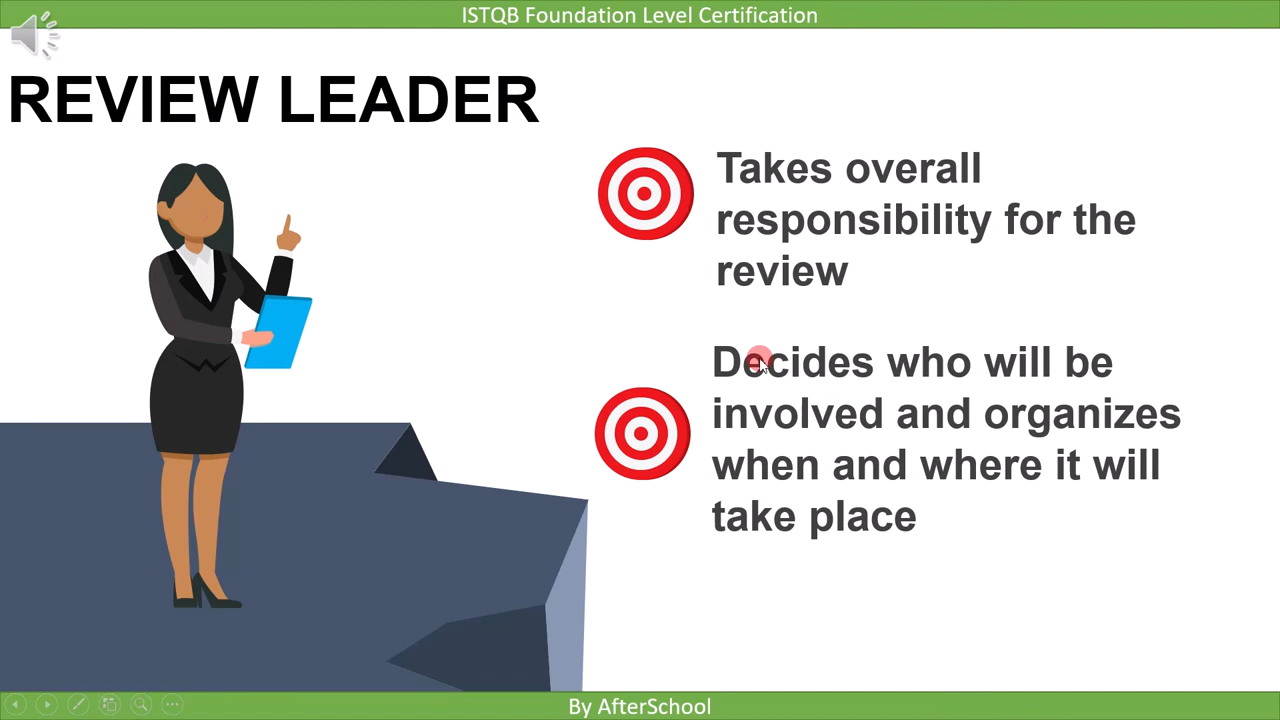 ISTQB Foundation Level Certification
REVIEW LEADER
Takes overall
responsibility for the
review
Decides who will be
involved and organizes
when and where it will
take place
By AfterSchool